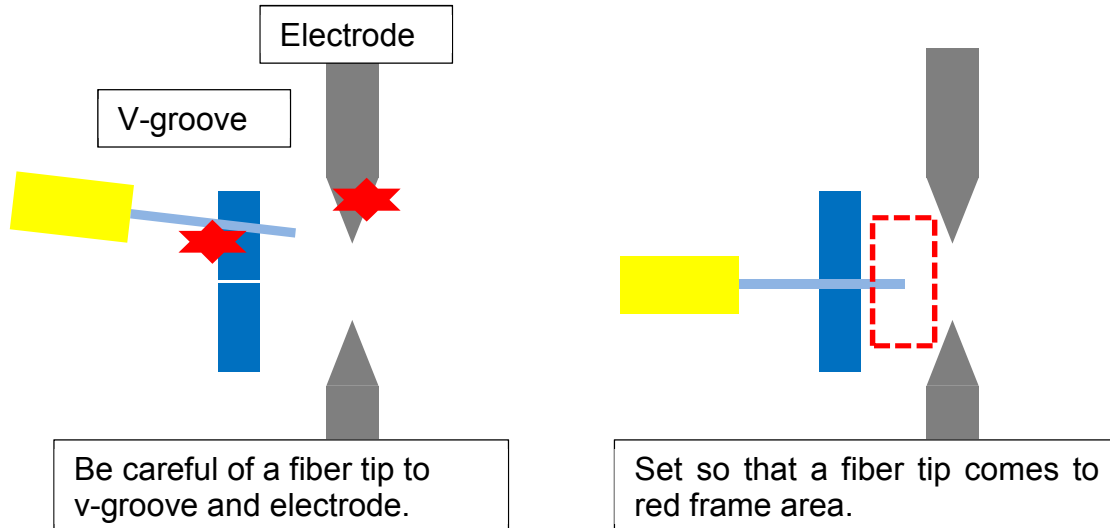 Electrode
V-groove
Be careful of a fiber tip to
v-groove and electrode.
Set so that a fiber tip comes to
red frame area.